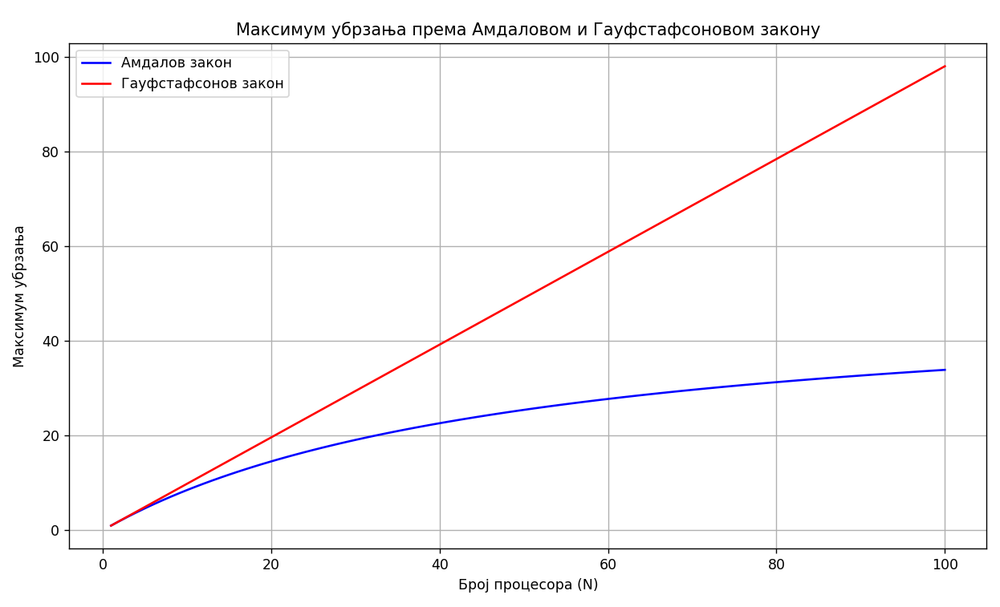 Максимум убрзања према Амдаловом и Гауфстафсоновом закону
Амдалов закон
Гауфстафсонов закон
100
80
60
40
20
0
Максимум убрзања
0 20 40 60 80 100
Број процесора (N)